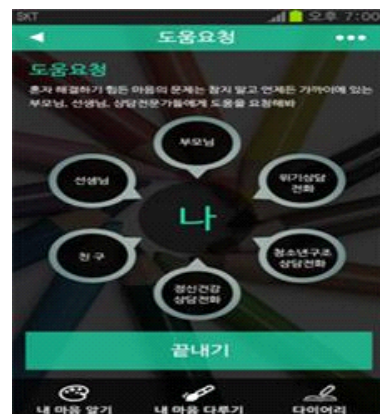 SKT 오후 7:00
도움요청
도움요청
혼자 해결하기 힘든 마음의 문제는 참지 말고 언제든 가까이에 있는
부모님, 선생님, 상담전문가들에게 도움을 요청해봐
부모님
선생님
위기상담
전화
나
친구
청소년구조
상담전화
정신건강
상담전화
끝내기
내 마음 알기 내 마음 다루기 다이어리